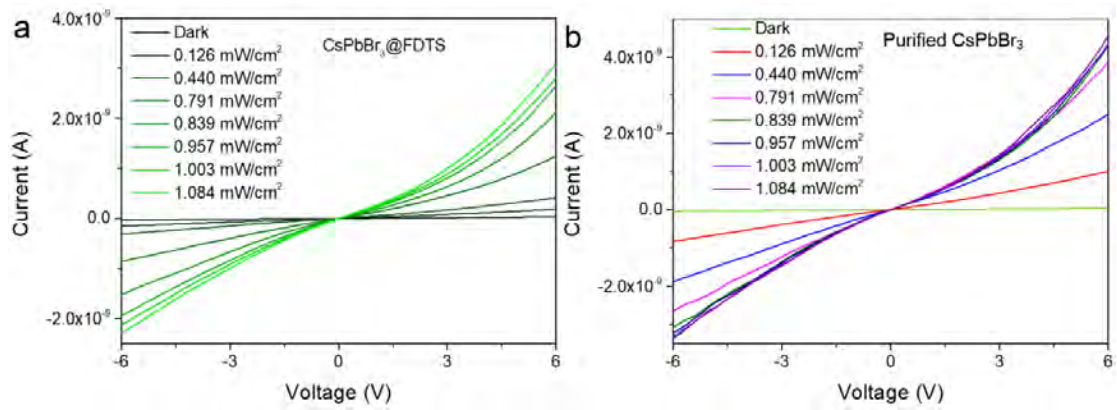 a
CsPbBr₃@FDTS
Dark
0.126 mW/cm²
0.440 mW/cm²
0.791 mW/cm²
0.839 mW/cm²
0.957 mW/cm²
1.003 mW/cm²
1.084 mW/cm²
4.0x10⁻⁹
2.0x10⁻⁹
0.0
-2.0x10⁻⁹
Current (A)
-6 -3 0 3 6
Voltage (V)
b
Purified CsPbBr₃
Dark
0.126 mW/cm²
0.440 mW/cm²
0.791 mW/cm²
0.839 mW/cm²
0.957 mW/cm²
1.003 mW/cm²
1.084 mW/cm²
4.0x10⁻⁹
2.0x10⁻⁹
0.0
-2.0x10⁻⁹
Current (A)
-6 -3 0 3 6
Voltage (V)